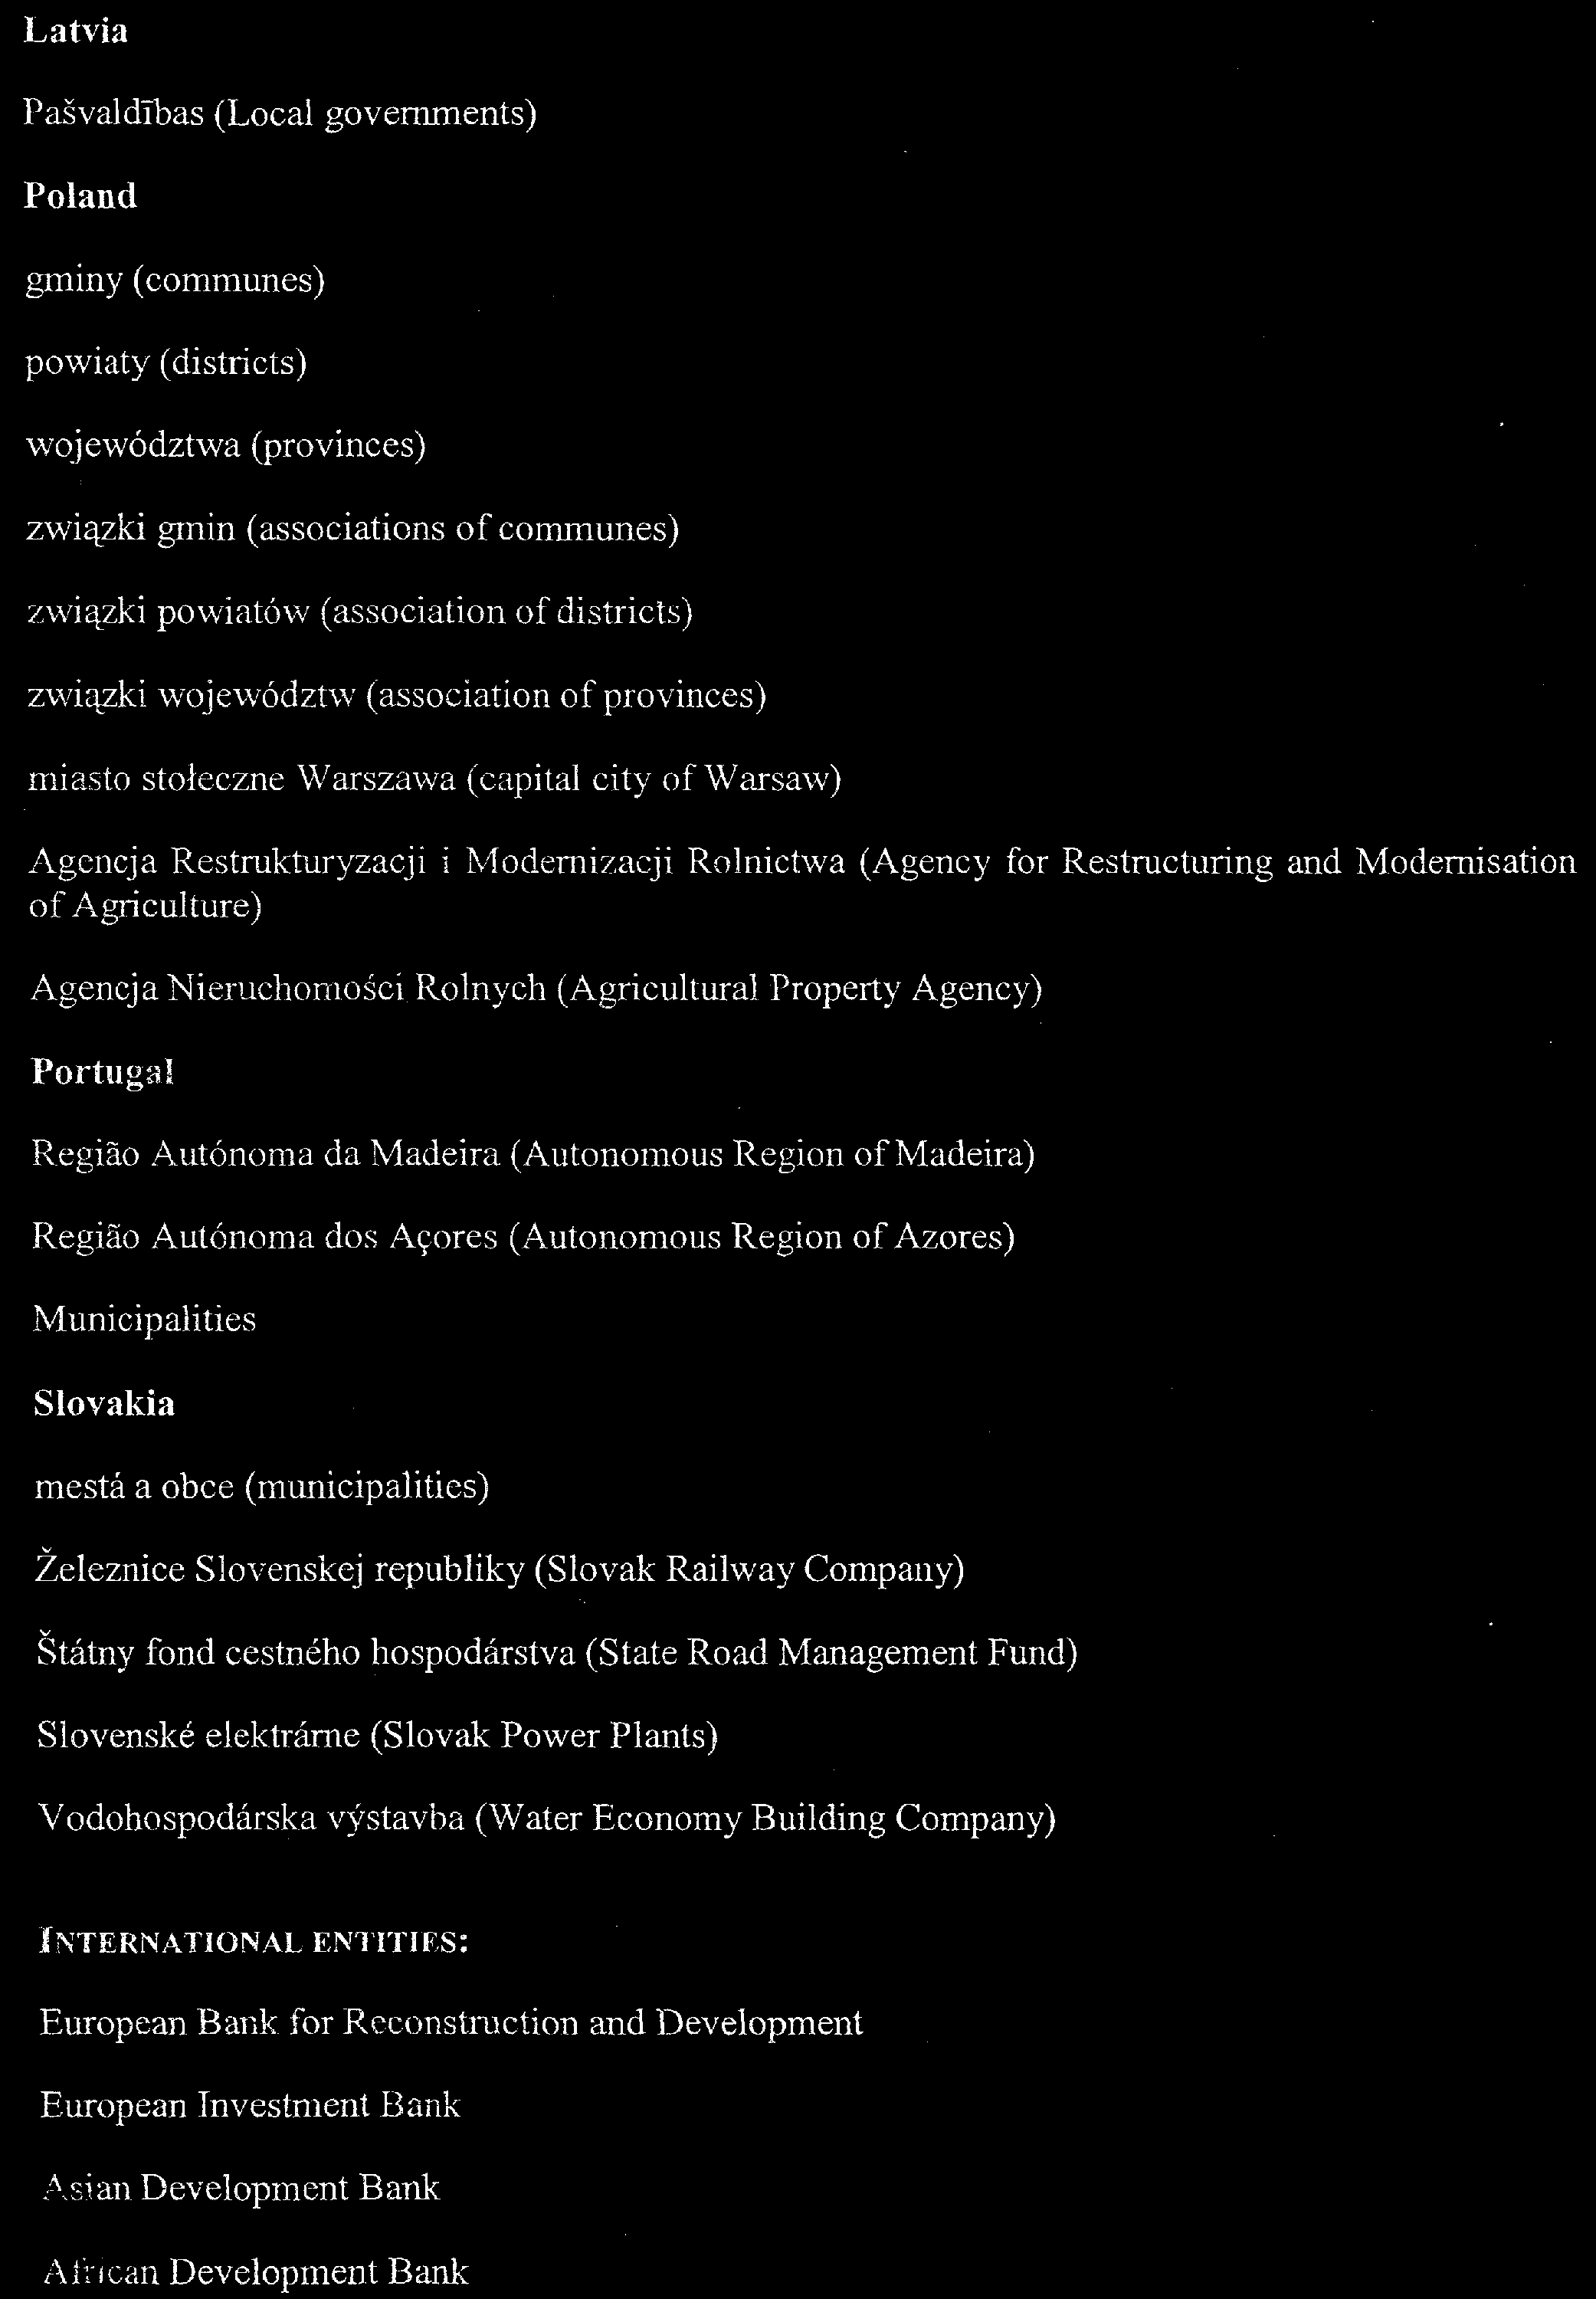 Latvia
Pašvaldības (Local governments)
Poland
gminy (communes)
powiaty (districts)
województwa (provinces)
związki gmin (associations of communes)
związki powiatów (association of districts)
związki województw (association of provinces)
miasto stołeczne Warszawa (capital city of Warsaw)
Agencja Restrukturyzacji i Modernizacji Rolnictwa (Agency for Restructuring and Modernisation
of Agriculture)
Agencja Nieruchomości Rolnych (Agricultural Property Agency)
Portugal
Região Autónoma da Madeira (Autonomous Region of Madeira)
Região Autónoma dos Açores (Autonomous Region of Azores)
Municipalities
Slovakia
mestá a obce (municipalities)
Železnice Slovenskej republiky (Slovak Railway Company)
Štátny fond cestného hospodárstva (State Road Management Fund)
Slovenské elektrárne (Slovak Power Plants)
Vodohospodárska výstavba (Water Economy Building Company)
INTERNATIONAL ENTITIES:
European Bank for Reconstruction and Development
European Investment Bank
Asian Development Bank
African Development Bank